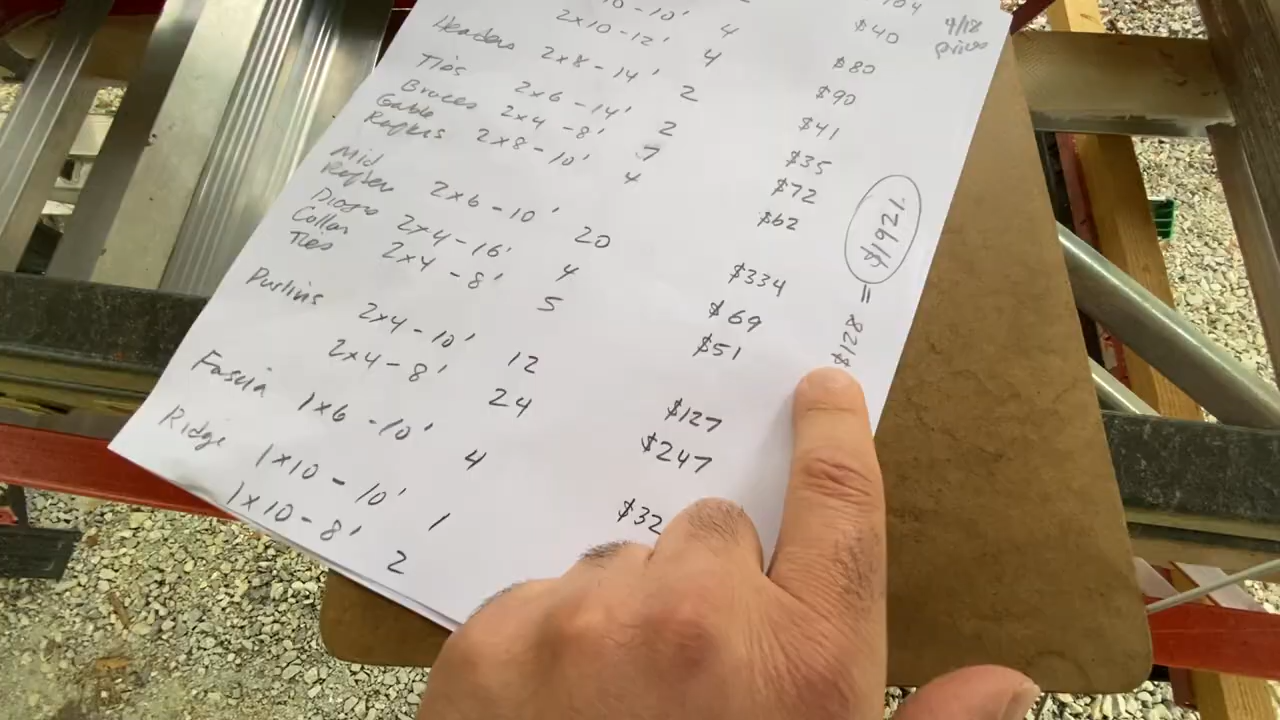 10-10' 4 $40
2x10-12' 4 $80
4/18
prices
Headers 2x8-14' 2 $90
Ties 2x6-14' 2 $41
Braces 2x4-8' 7 $35
Gable
Rafters 2x8-10' 4 $72
$62
Mid
Rafter 2x6-10' 20 $334
Diags 2x4-16' 4 $69
Collar
Ties 2x4-8' 5 $51
Purlins 2x4-10' 12 $127
2x4-8' 24 $247
Fascia 1x6-10' 4 $32
Ridge 1x10-10' 1
1x10-8' 2
$128 = $1921.